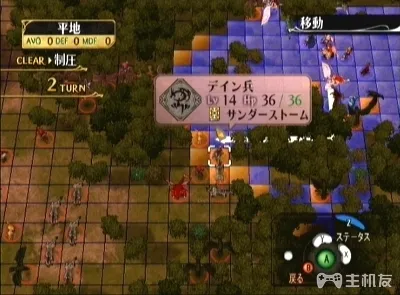 平地
AVO 0 DEF 0 MDF 0
CLEAR 制圧
2 TURN
移動
デイン兵
Lv 14 Hp 36 / 36
サンダーストーム
Z
ステータス
Y
X
A
B
戻る
主机友